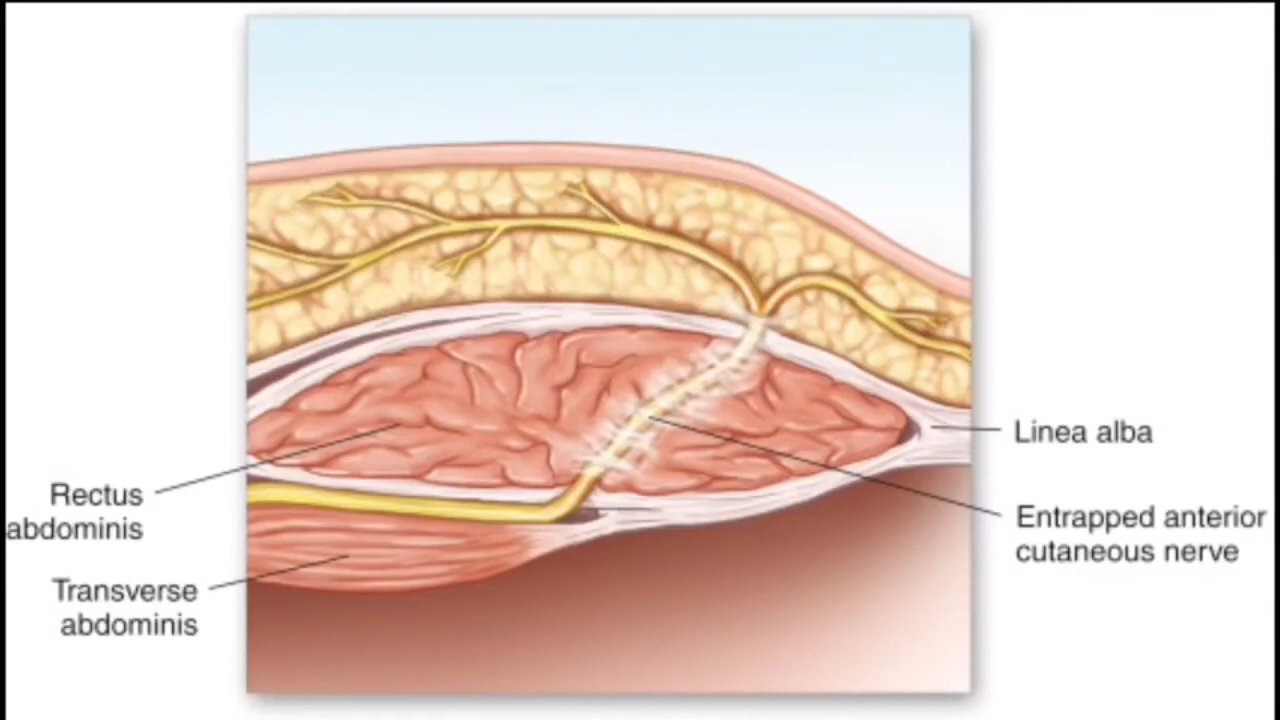 Linea alba
Rectus
abdominis
Entrapped anterior
cutaneous nerve
Transverse
abdominis